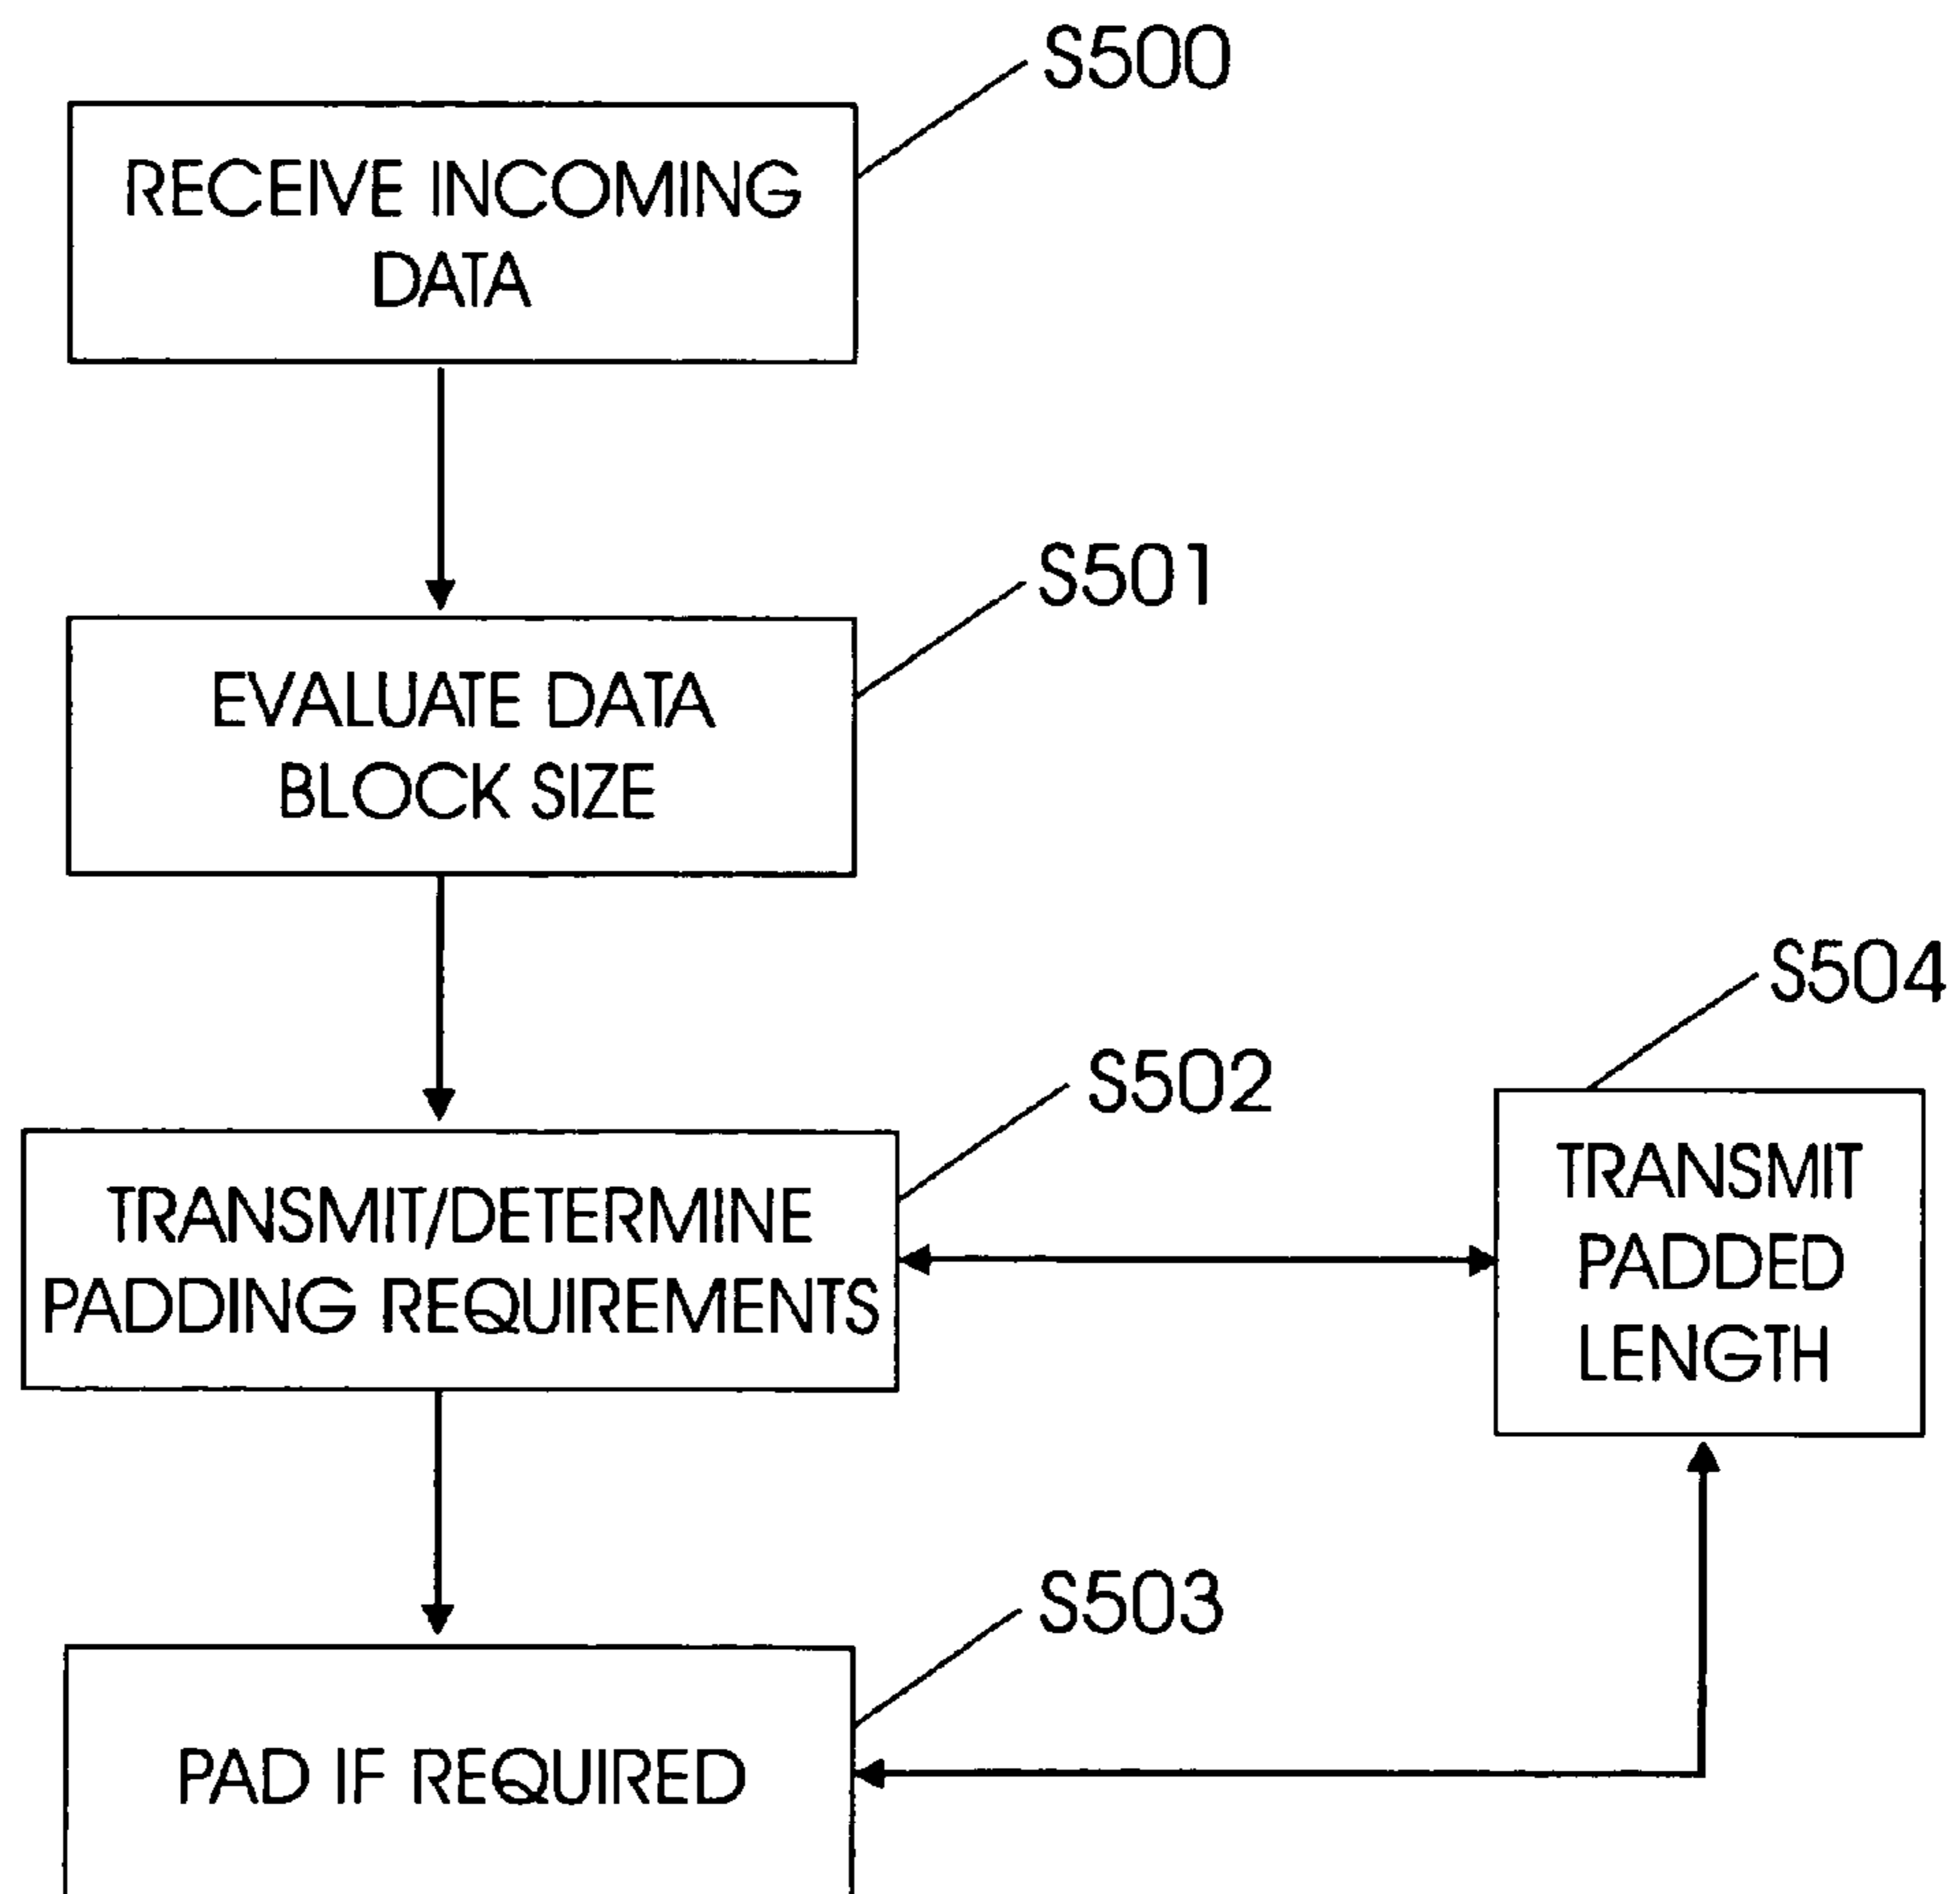 S500
RECEIVE INCOMING
DATA
S501
EVALUATE DATA
BLOCK SIZE
S502
TRANSMIT/DETERMINE
PADDING REQUIREMENTS
S504
TRANSMIT
PADDED
LENGTH
S503
PAD IF REQUIRED